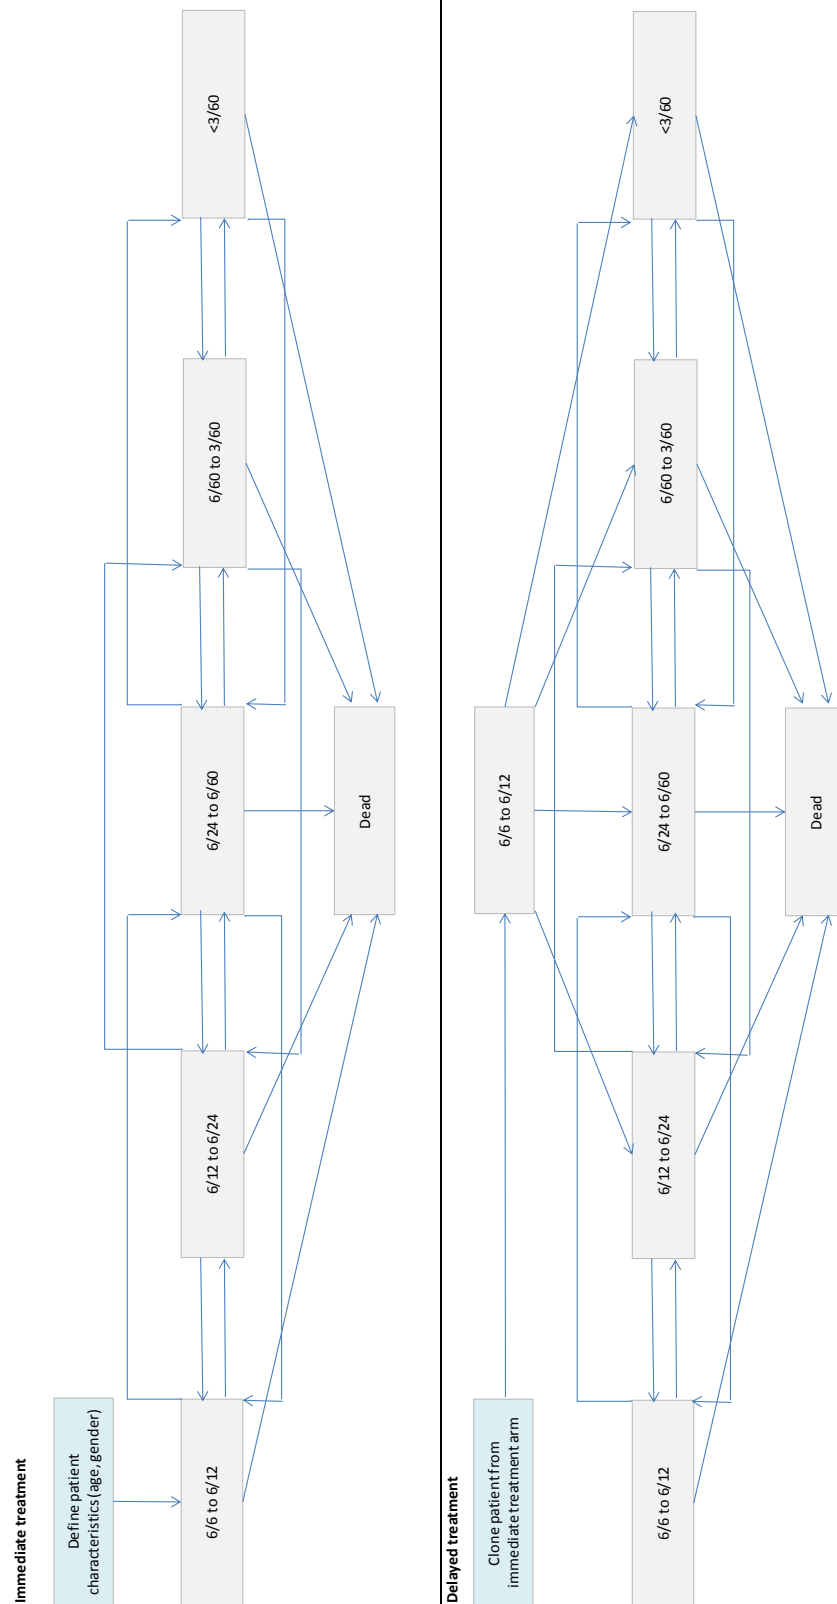 Immediate treatment
Define patient
characteristics (age, gender)
6/6 to 6/12
6/12 to 6/24
6/24 to 6/60
6/60 to 3/60
<3/60
Dead
Delayed treatment
Clone patient from
immediate treatment arm
6/6 to 6/12
6/6 to 6/12
6/12 to 6/24
6/24 to 6/60
6/60 to 3/60
<3/60
Dead